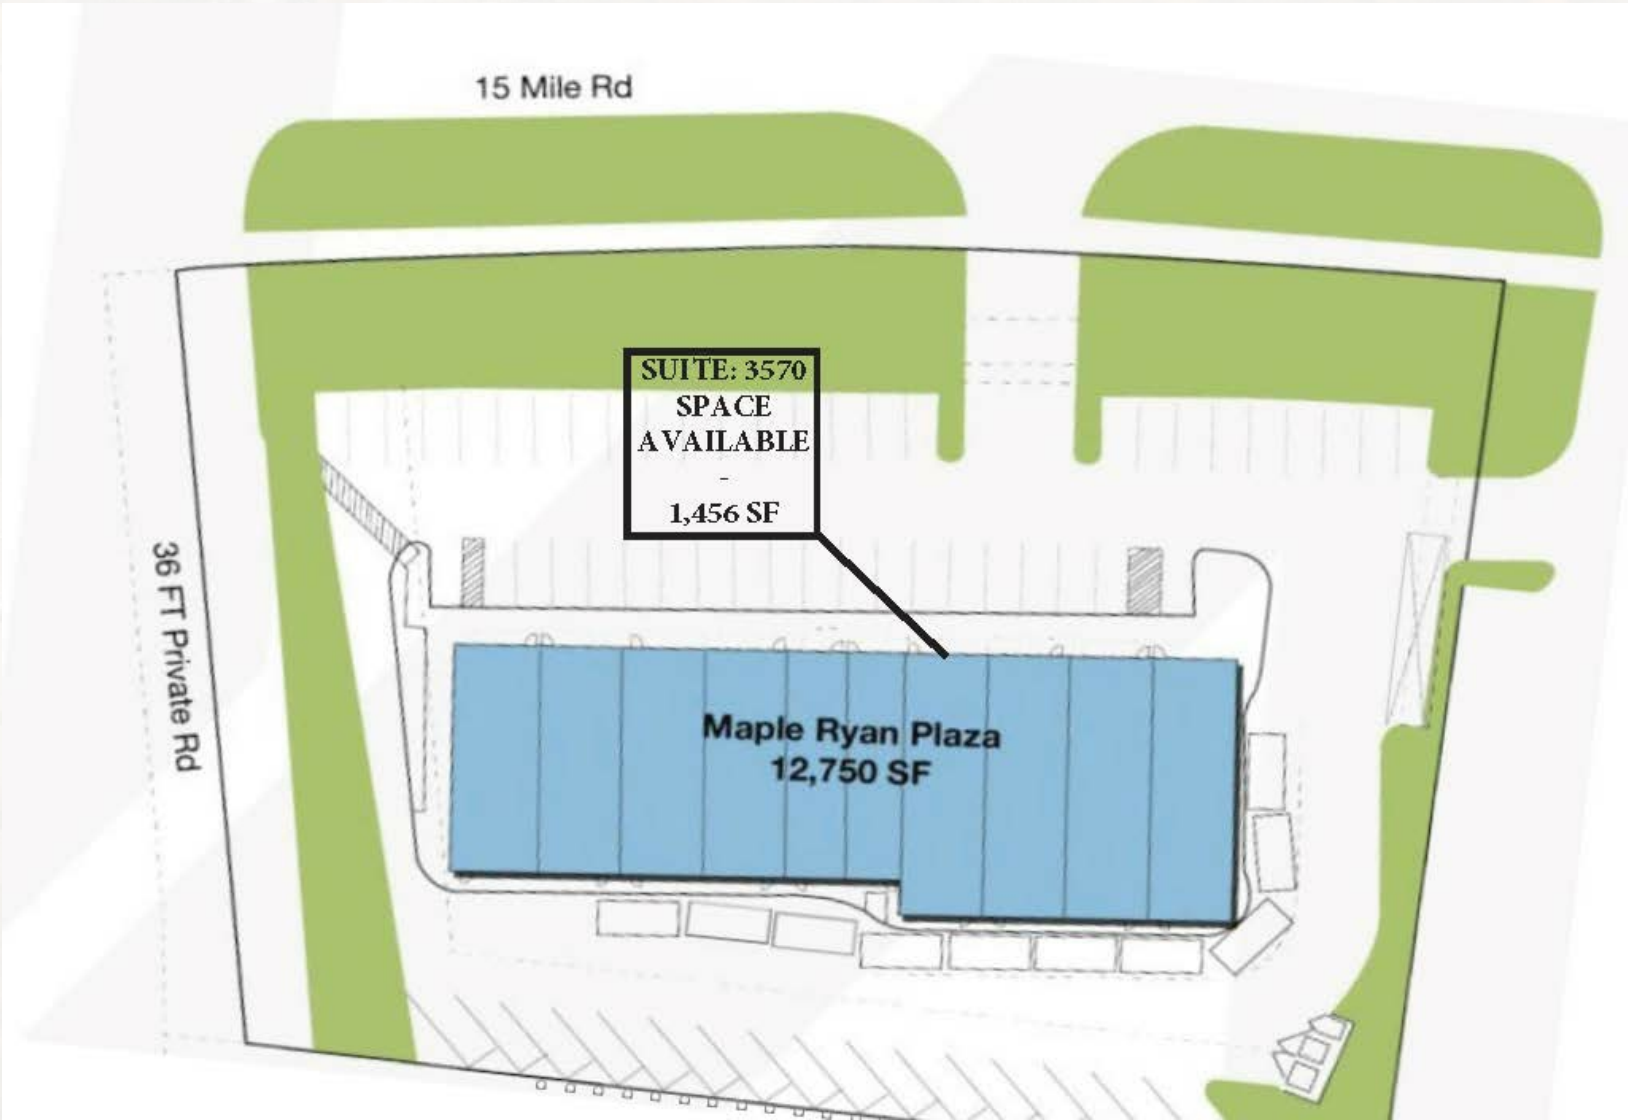 15 Mile Rd
SUITE: 3570
SPACE
AVAILABLE
-
1,456 SF
36 FT Private Rd
Maple Ryan Plaza
12,750 SF